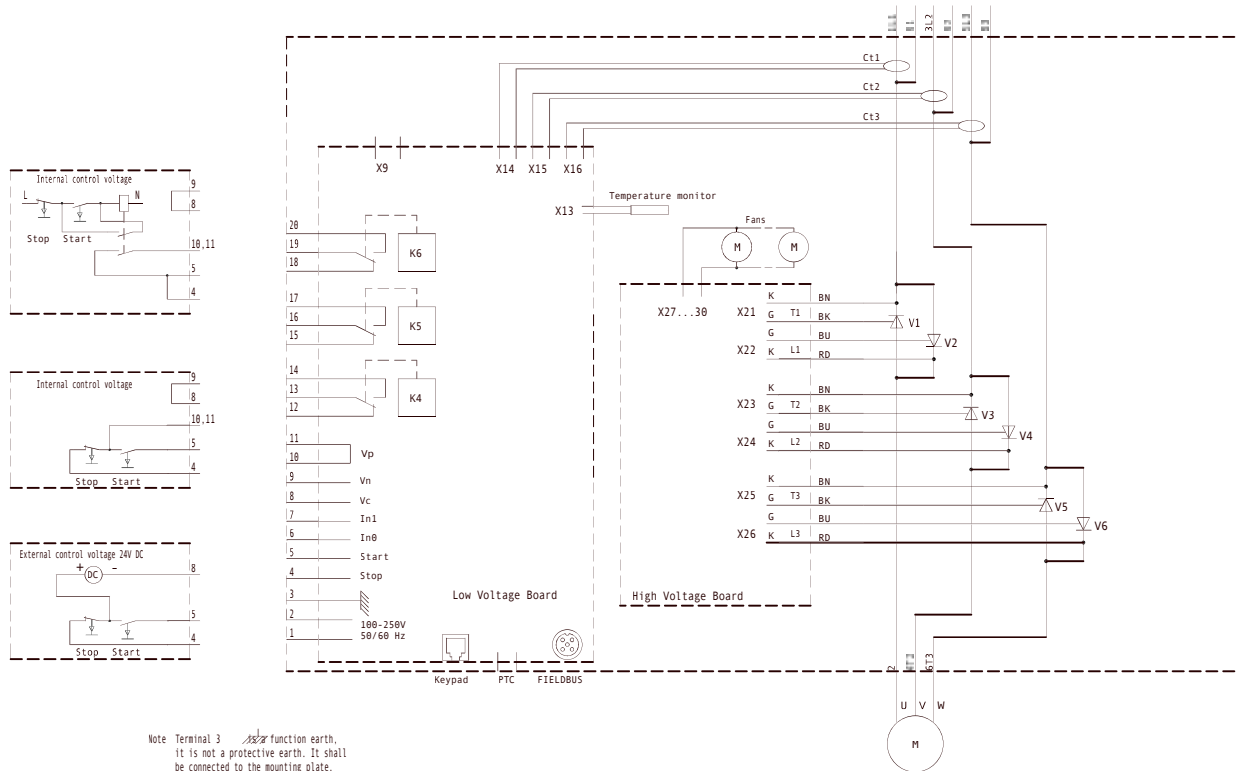 3L2
Ct1
Ct2
Ct3
X9
X14
X15
X16
X13
Temperature monitor
Fans
M
M
Internal control voltage
L
N
Stop
Start
9
8
10,11
5
4
20
19
18
K6
17
16
15
K5
14
13
12
K4
11
10
Vp
9
Vn
8
Vc
7
In1
6
In0
5
Start
4
Stop
3
2
100-250V
1
50/60 Hz
Low Voltage Board
Keypad
PTC
FIELDBUS
Internal control voltage
9
8
10,11
5
4
Stop
Start
External control voltage 24V DC
+
DC
–
8
5
4
Stop
Start
X27...30
X21
K
BN
G
T1
BK
V1
G
BU
V2
X22
K
L1
RD
K
BN
X23
G
T2
BK
V3
G
BU
V4
X24
K
L2
RD
K
BN
X25
G
T3
BK
V5
G
BU
V6
X26
K
L3
RD
High Voltage Board
2
6T3
U
V
W
M
Note Terminal 3 function earth,
it is not a protective earth. It shall
be connected to the mounting plate.